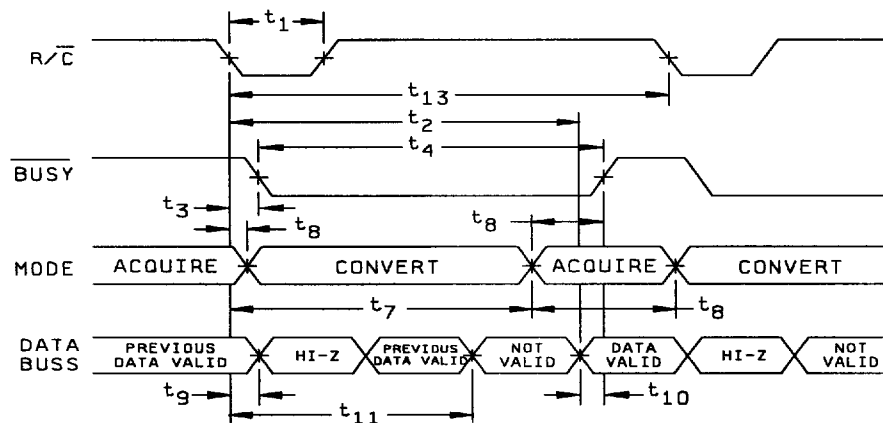 t1
R/C̅
t13
t2
t4
B̅U̅S̅Y̅
t3
t8
t8
MODE
ACQUIRE
CONVERT
ACQUIRE
CONVERT
t7
t8
DATA
BUSS
PREVIOUS
DATA VALID
HI-Z
PREVIOUS
DATA VALID
NOT
VALID
DATA
VALID
HI-Z
NOT
VALID
t9
t10
t11